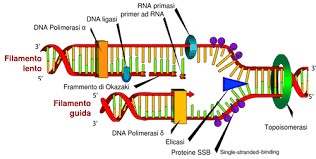 RNA primasi
DNA ligasi
primer ad RNA
DNA Polimerasi α
3'
3'
Filamento
lento
5'
5'
Frammento di Okazaki
3'
Filamento
guida
5'
Topoisomerasi
DNA Polimerasi δ
Elicasi
Proteine SSB
Single-stranded-binding